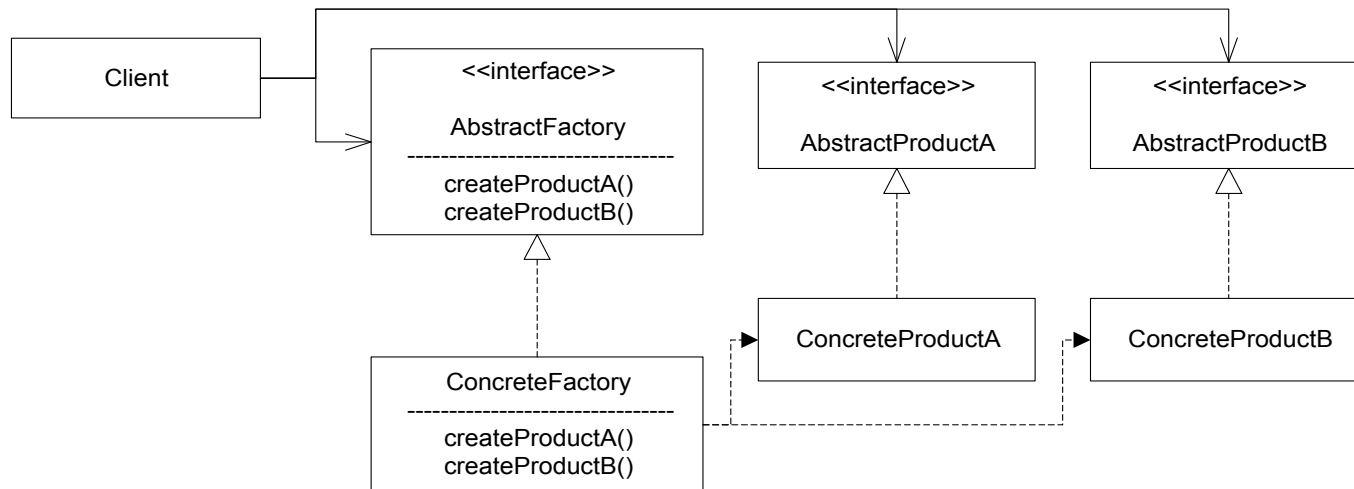 Client
<<interface>>
AbstractFactory
---------------------------------
createProductA()
createProductB()
<<interface>>
AbstractProductA
<<interface>>
AbstractProductB
ConcreteProductA
ConcreteProductB
ConcreteFactory
---------------------------------
createProductA()
createProductB()